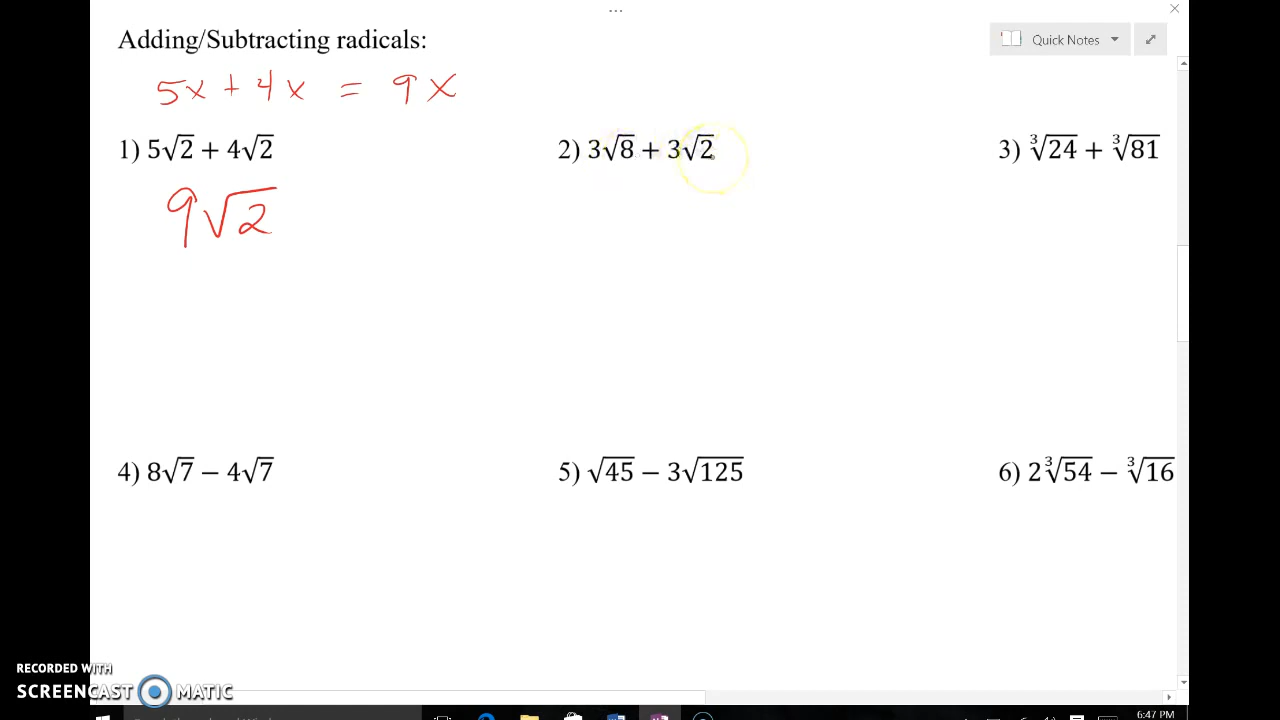 ...
Adding/Subtracting radicals:
Quick Notes
5x + 4x = 9x
1) 5√2 + 4√2
2) 3√8 + 3√2
3) ∛24 + ∛81
9√2
4) 8√7 − 4√7
5) √45 − 3√125
6) 2∛54 − ∛16
RECORDED WITH
SCREENCAST MATIC
6:47 PM